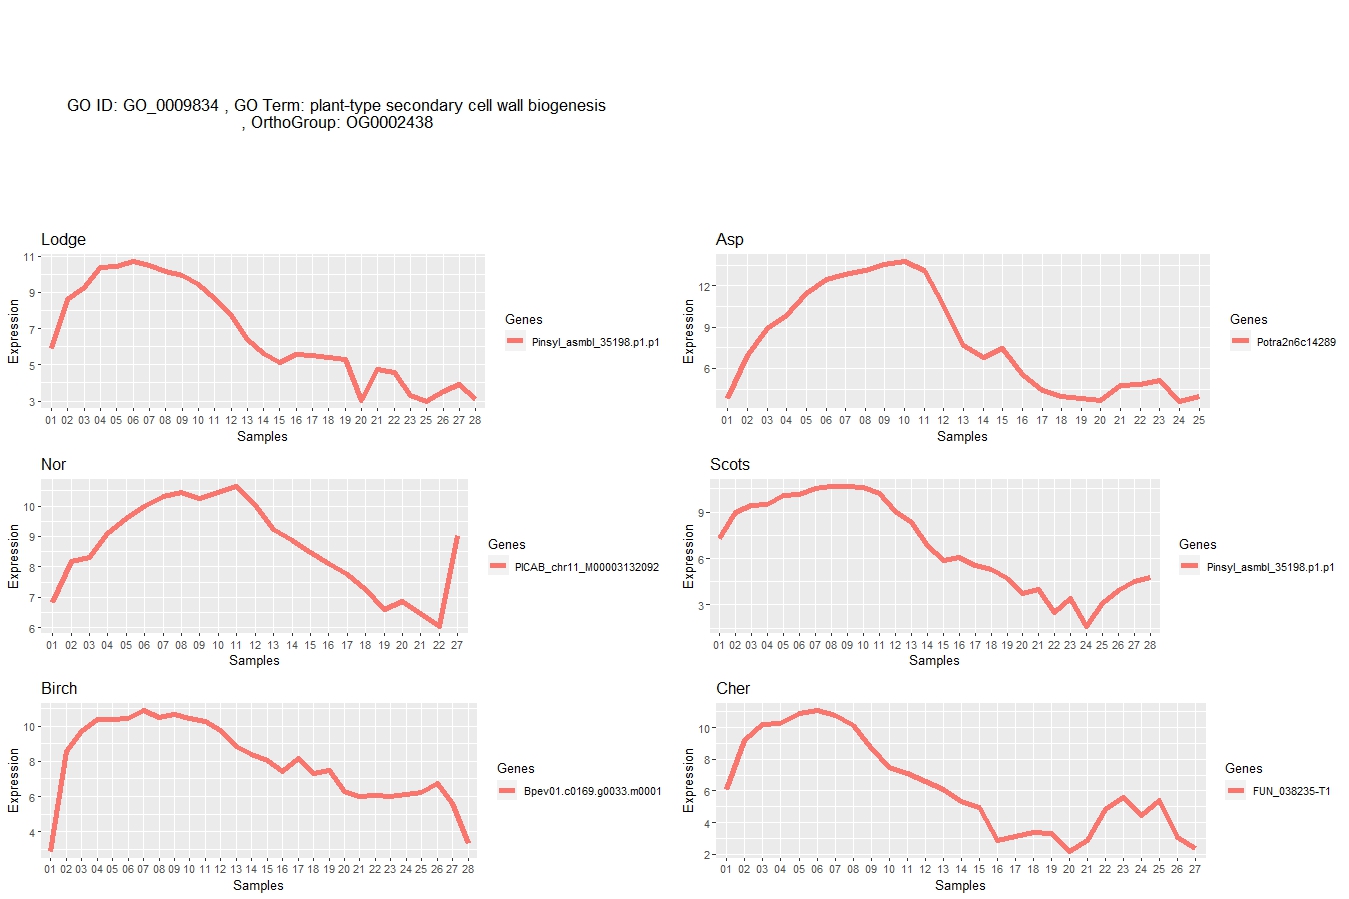 GO ID: GO_0009834 , GO Term: plant-type secondary cell wall biogenesis
, OrthoGroup: OG0002438
Lodge
Expression
11
9
7
5
3
01 02 03 04 05 06 07 08 09 10 11 12 13 14 15 16 17 18 19 20 21 22 23 24 25 26 27 28
Samples
Genes
Pinsyl_asmbl_35198.p1.p1
Asp
Expression
12
9
6
01 02 03 04 05 06 07 08 09 10 11 12 13 14 15 16 17 18 19 20 21 22 23 24 25
Samples
Genes
Potra2n6c14289
Nor
Expression
10
9
8
7
6
01 02 03 04 05 06 07 08 09 10 11 12 13 14 15 16 17 18 19 20 21 22 27
Samples
Genes
PICAB_chr11_M00003132092
Scots
Expression
9
6
3
01 02 03 04 05 06 07 08 09 10 11 12 13 14 15 16 17 18 19 20 21 22 23 24 25 26 27 28
Samples
Genes
Pinsyl_asmbl_35198.p1.p1
Birch
Expression
10
8
6
4
01 02 03 04 05 06 07 08 09 10 11 12 13 14 15 16 17 18 19 20 21 22 23 24 25 26 27 28
Samples
Genes
Bpev01.c0169.g0033.m0001
Cher
Expression
10
8
6
4
2
01 02 03 04 05 06 07 08 09 10 11 12 13 14 15 16 17 18 19 20 21 22 23 24 25 26 27
Samples
Genes
FUN_038235-T1